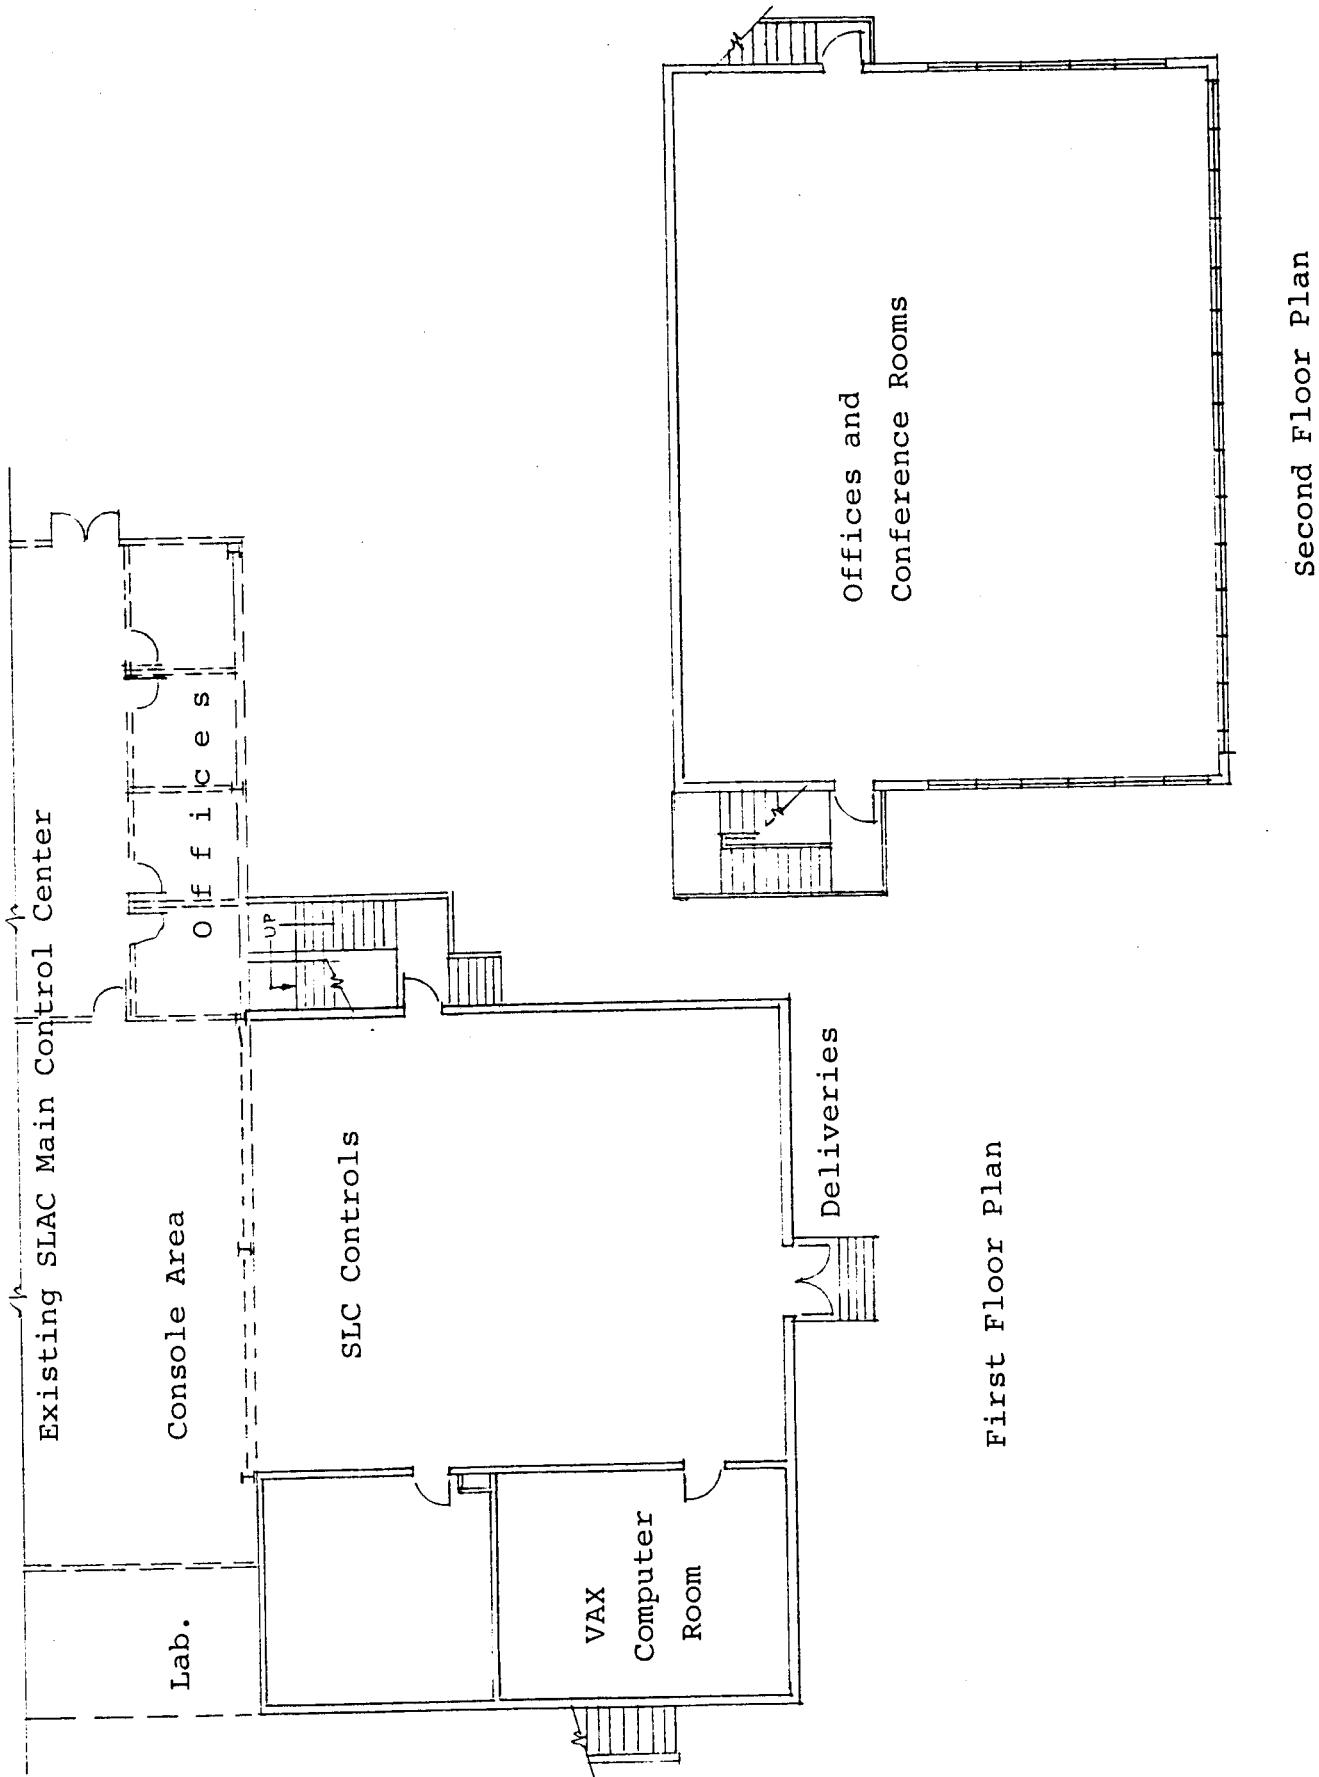 Existing SLAC Main Control Center
Lab.
Console Area
Offices
UP
SLC Controls
VAX
Computer
Room
Deliveries
First Floor Plan
Offices and
Conference Rooms
Second Floor Plan